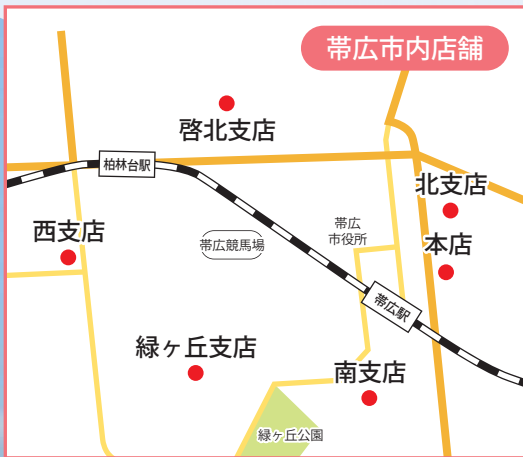 帯広市内店舗
啓北支店
柏林台駅
北支店
西支店
帯広競馬場
帯広
市役所
本店
帯広駅
緑ヶ丘支店
南支店
緑ヶ丘公園